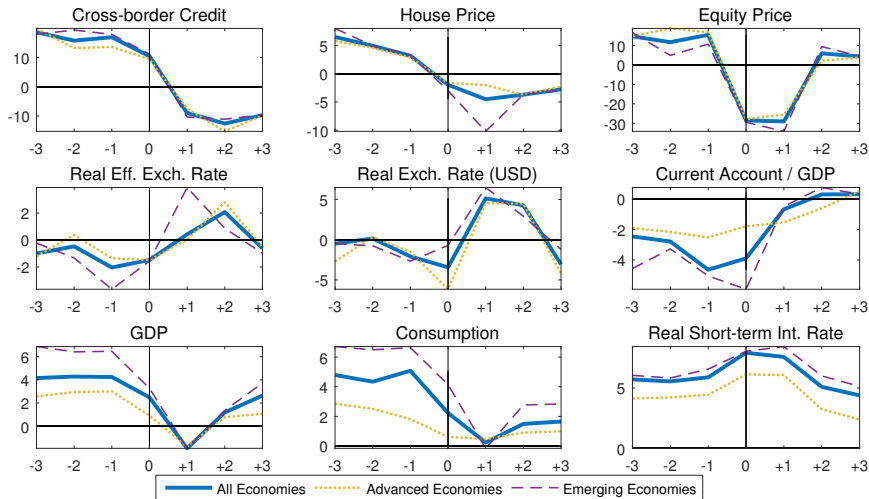 Cross-border Credit
House Price
Equity Price
10
0
-10
-3 -2 -1 0 +1 +2 +3
5
0
-5
-10
-3 -2 -1 0 +1 +2 +3
10
0
-10
-20
-30
-3 -2 -1 0 +1 +2 +3
Real Eff. Exch. Rate
Real Exch. Rate (USD)
Current Account / GDP
2
0
-2
-3 -2 -1 0 +1 +2 +3
5
0
-5
-3 -2 -1 0 +1 +2 +3
0
-2
-4
-3 -2 -1 0 +1 +2 +3
GDP
Consumption
Real Short-term Int. Rate
6
4
2
0
-3 -2 -1 0 +1 +2 +3
6
4
2
0
-3 -2 -1 0 +1 +2 +3
5
0
-3 -2 -1 0 +1 +2 +3
All Economies Advanced Economies Emerging Economies